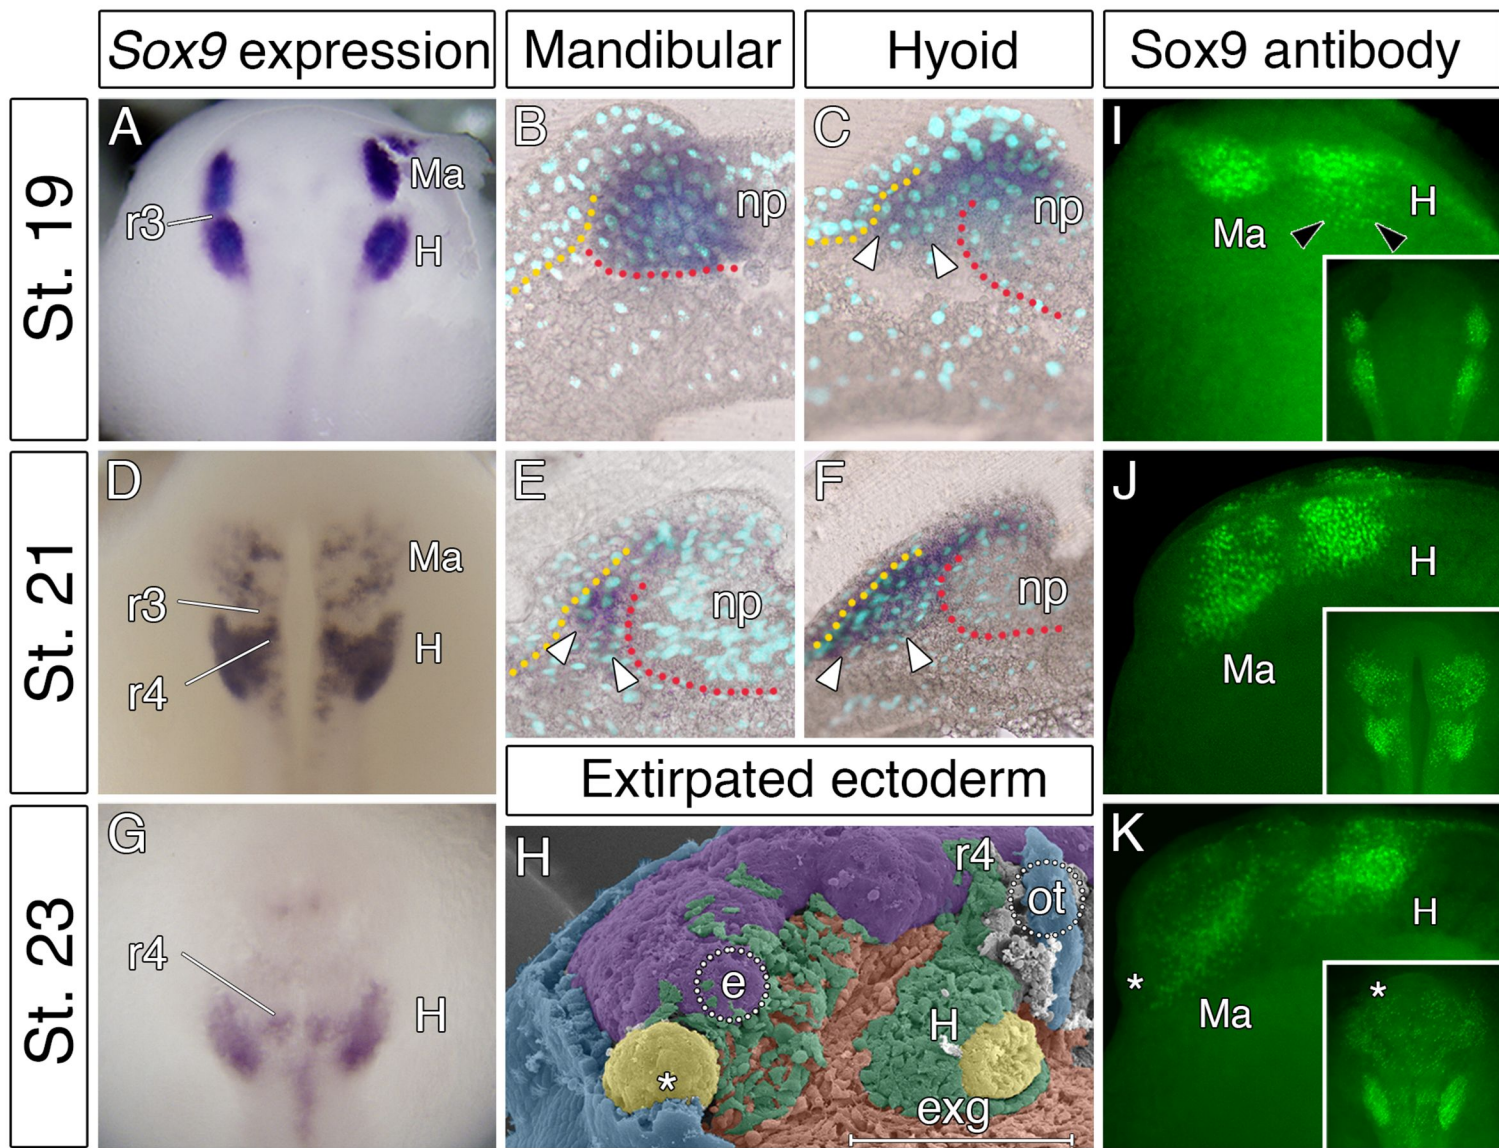 Sox9 expression
Mandibular
Hyoid
Sox9 antibody
St. 19
A
Ma
r3
H
B
np
C
np
I
Ma
H
St. 21
D
Ma
r3
H
r4
E
np
F
np
J
H
Ma
Extirpated ectoderm
St. 23
G
r4
H
H
r4
ot
e
H
*
exg
K
H
*
Ma
*